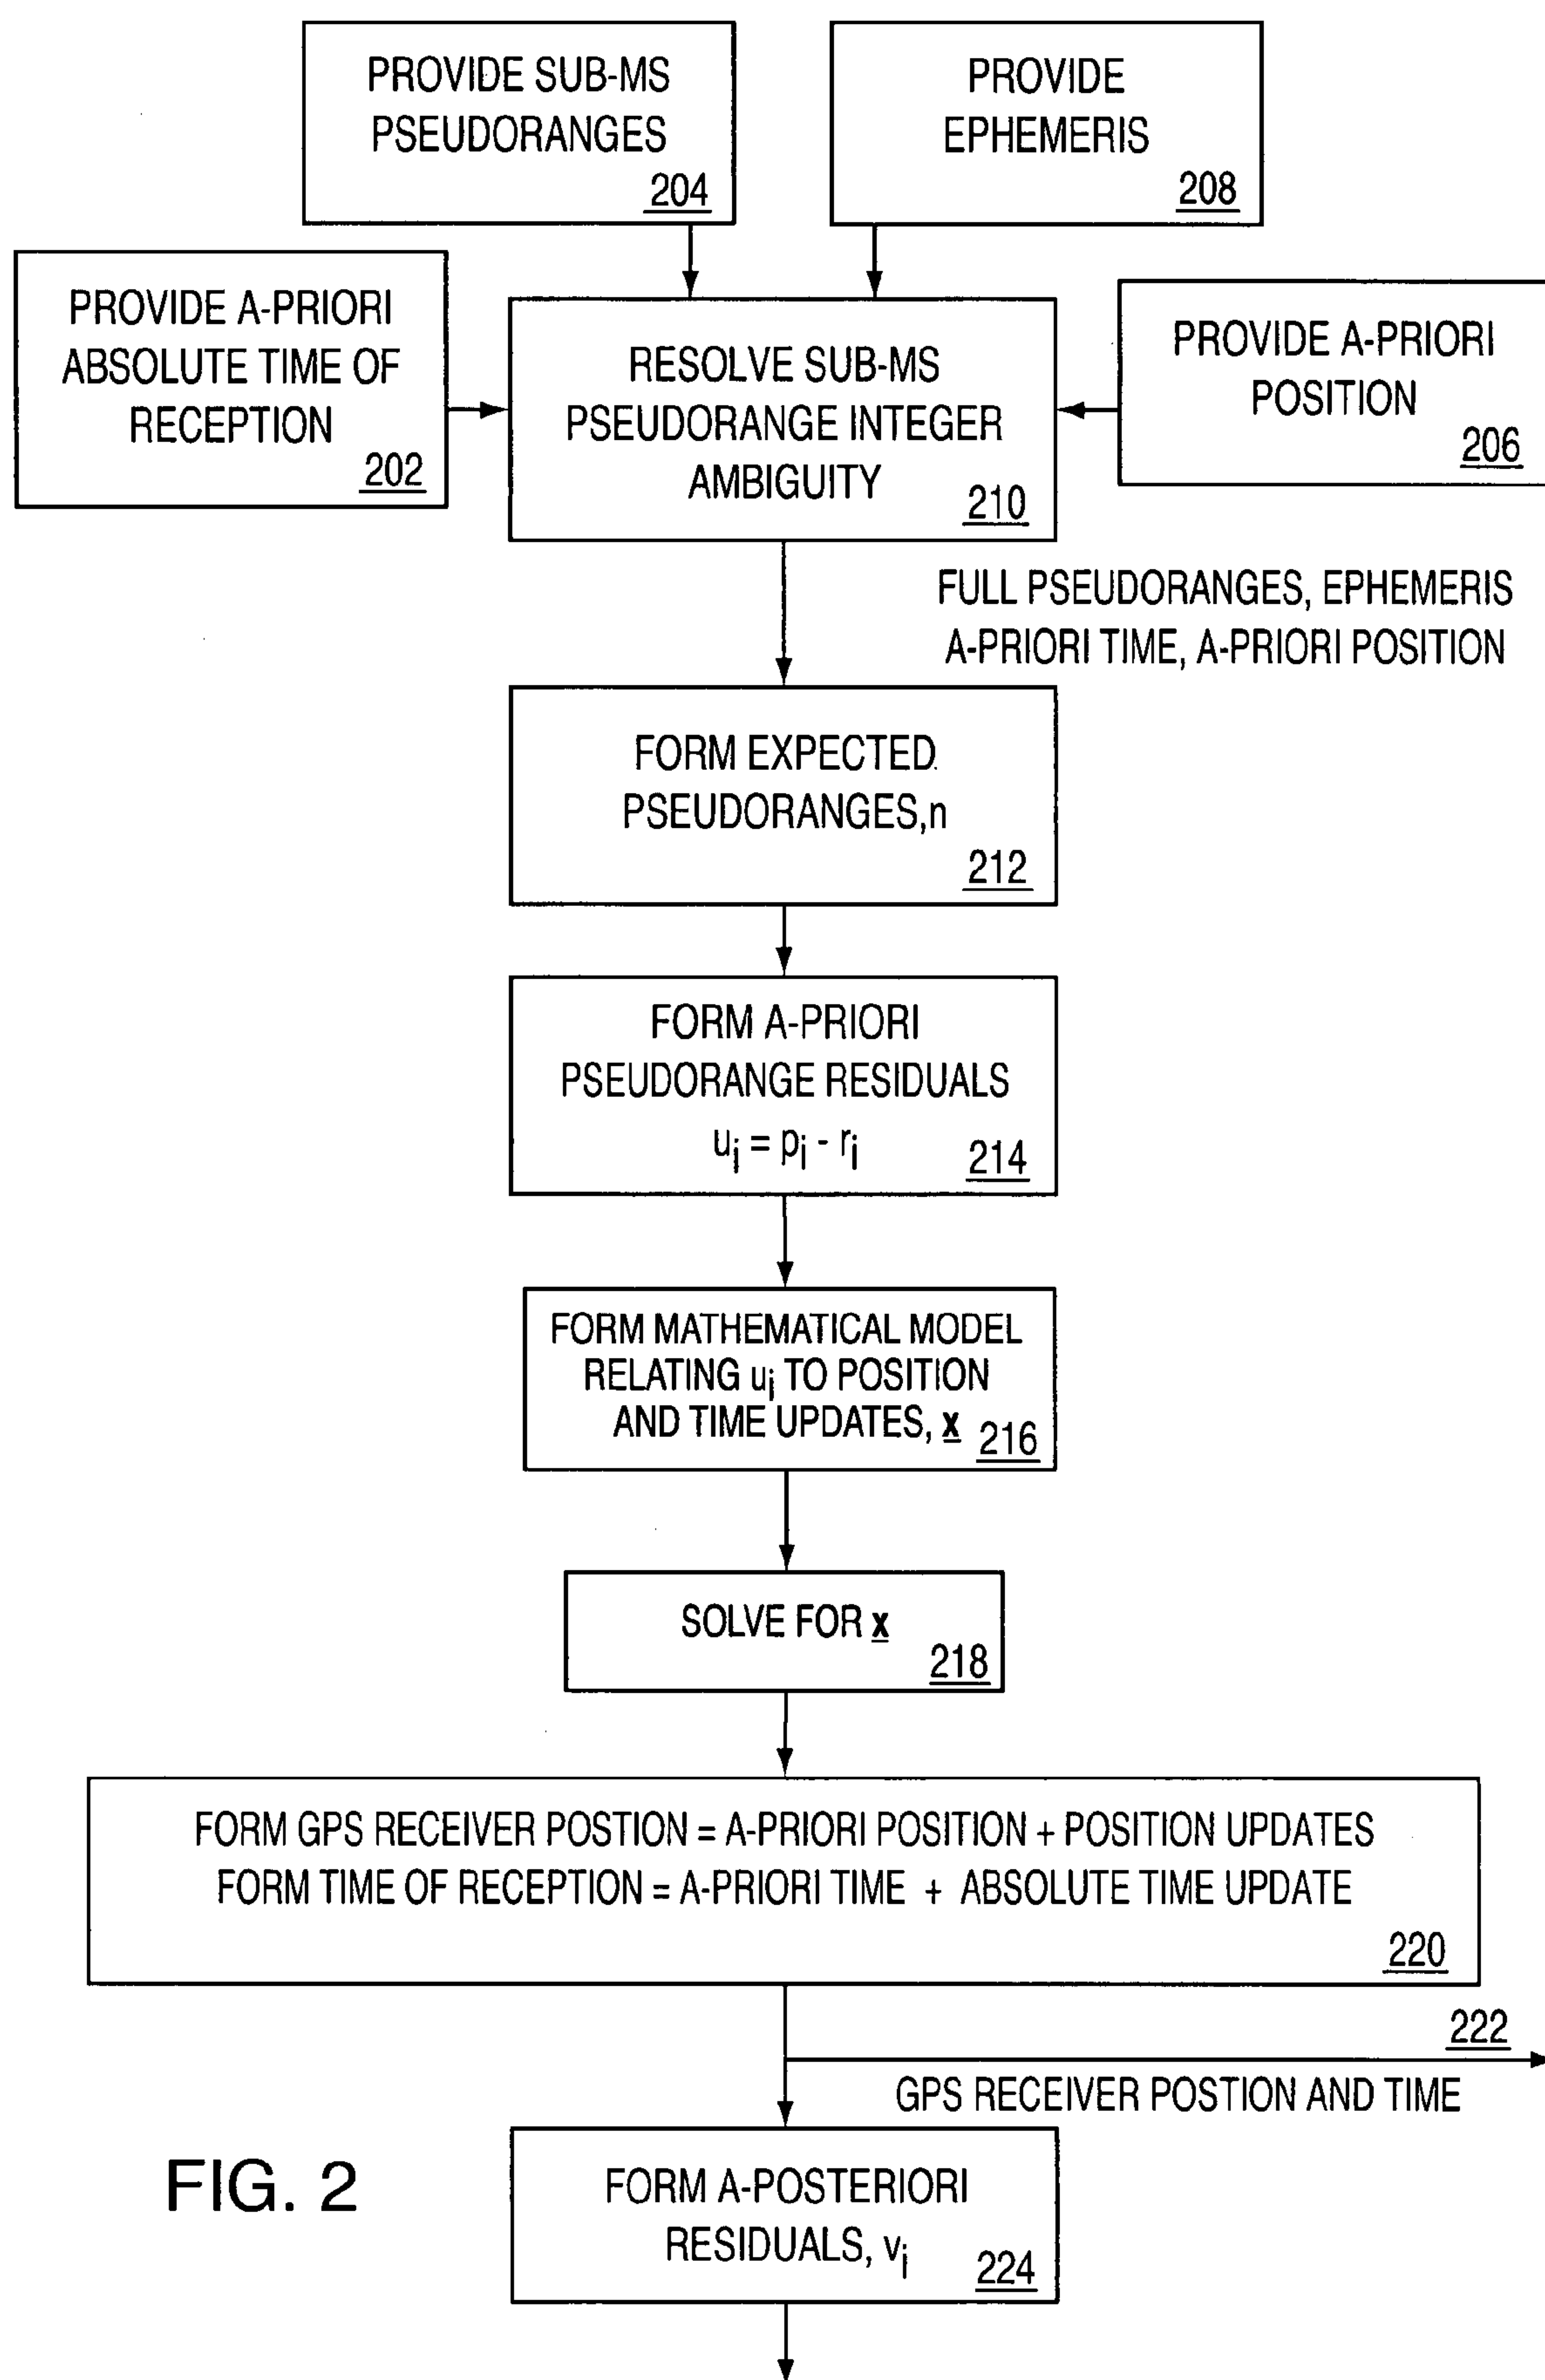 PROVIDE SUB-MS
PSEUDORANGES
204
PROVIDE
EPHEMERIS
208
PROVIDE A-PRIORI
ABSOLUTE TIME OF
RECEPTION
202
RESOLVE SUB-MS
PSEUDORANGE INTEGER
AMBIGUITY
210
PROVIDE A-PRIORI
POSITION
206
FULL PSEUDORANGES, EPHEMERIS
A-PRIORI TIME, A-PRIORI POSITION
FORM EXPECTED
PSEUDORANGES,n
212
FORM A-PRIORI
PSEUDORANGE RESIDUALS
ui = pi - ri
214
FORM MATHEMATICAL MODEL
RELATING ui TO POSITION
AND TIME UPDATES, x
216
SOLVE FOR x
218
FORM GPS RECEIVER POSTION = A-PRIORI POSITION + POSITION UPDATES
FORM TIME OF RECEPTION = A-PRIORI TIME + ABSOLUTE TIME UPDATE
220
222
GPS RECEIVER POSTION AND TIME
FORM A-POSTERIORI
RESIDUALS, vi
224
FIG. 2